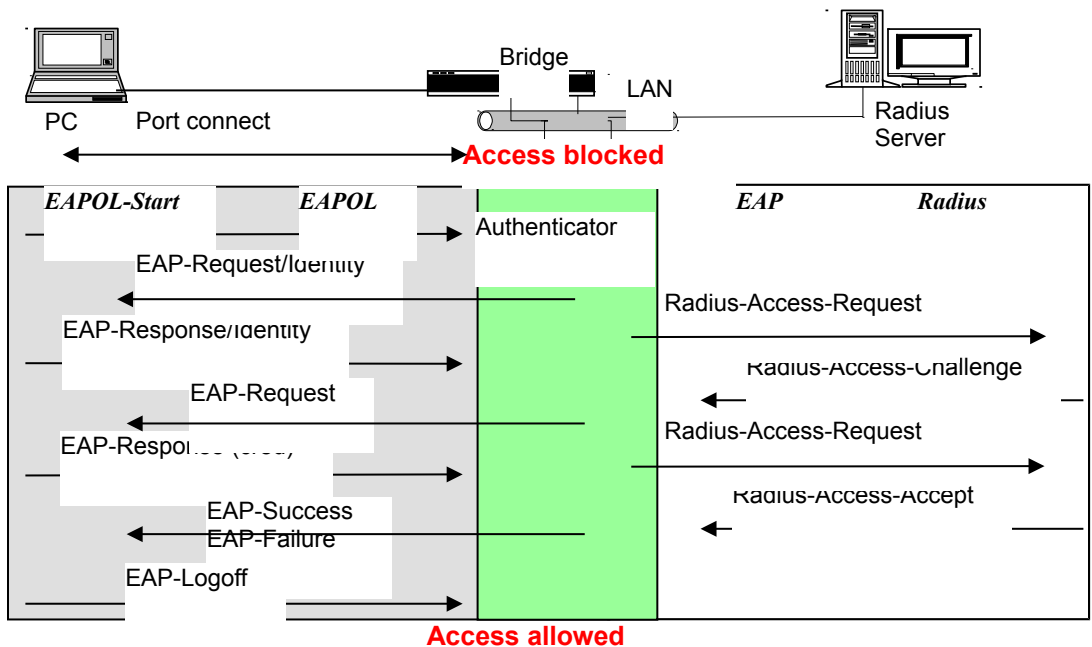 Bridge
LAN
PC
Port connect
Radius
Server
Access blocked
EAPOL-Start
EAPOL
EAP
Radius
Authenticator
EAP-Request/Identity
Radius-Access-Request
EAP-Response/Identity
Radius-Access-Challenge
EAP-Request
Radius-Access-Request
EAP-Response (cred)
Radius-Access-Accept
EAP-Success
EAP-Failure
EAP-Logoff
Access allowed